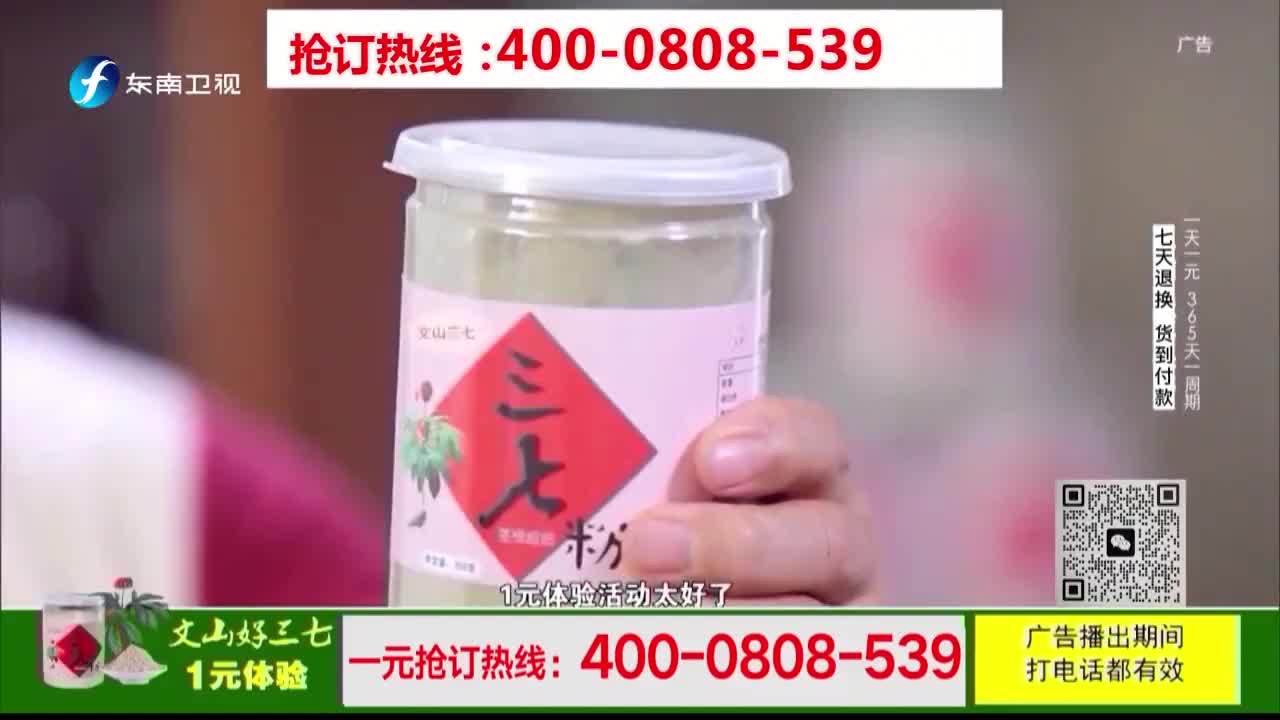 抢订热线:400-0808-539
广告
东南卫视
一天一元 365天一周期
七天退换 货到付款
文山三七
三七
粉
1元体验活动太好了
文山好三七
1元体验
一元抢订热线:400-0808-539
广告播出期间
打电话都有效